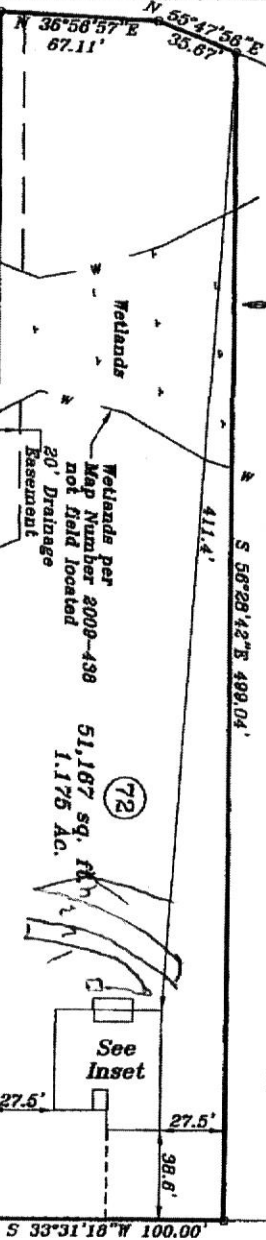 N 36°56'57"E
67.11'
N 55°47'56"E
35.67'
W
W
Wetlands
W
W
Wetlands per
Map Number 2009-438
not field located
20' Drainage
Easement
411.4'
S 56°28'42"E 499.04'
72
51,187 sq. ft.
1.175 Ac.
See
Inset
27.5'
27.5'
38.6'
S 33°31'18"W 100.00'